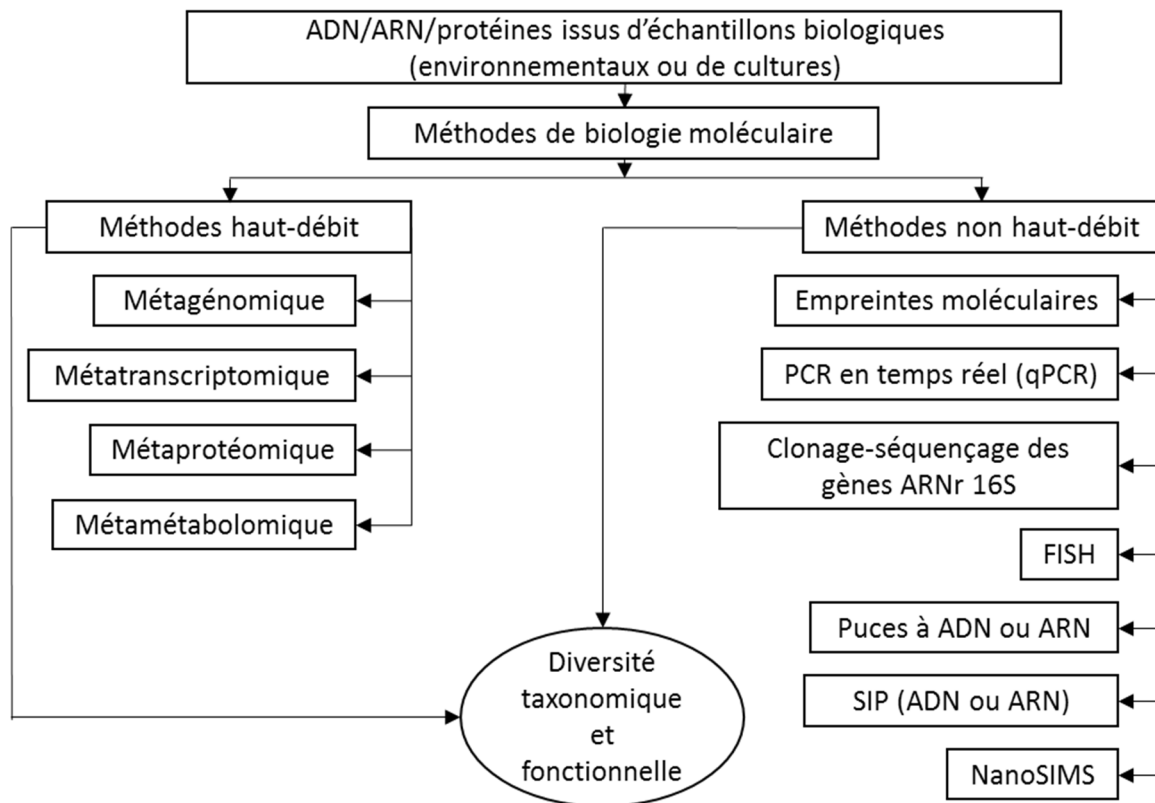 ADN/ARN/protéines issus d’échantillons biologiques
(environnementaux ou de cultures)
Méthodes de biologie moléculaire
Méthodes haut-débit
Métagénomique
Métatranscriptomique
Métaprotéomique
Métamétabolomique
Méthodes non haut-débit
Empreintes moléculaires
PCR en temps réel (qPCR)
Clonage-séquençage des
gènes ARNr 16S
FISH
Puces à ADN ou ARN
SIP (ADN ou ARN)
NanoSIMS
Diversité
taxonomique
et
fonctionnelle